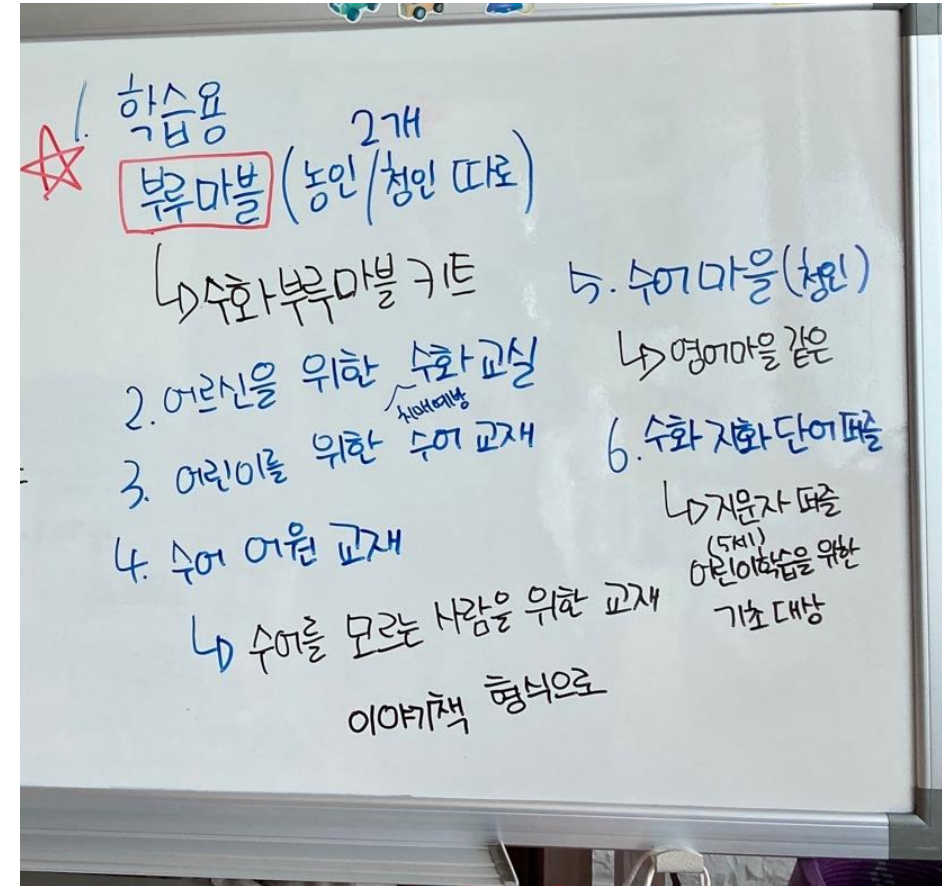 1. 학습용
2개
부루마블 (농인/청인 따로)
↳ 수화부루마블 키트
2. 어르신을 위한 수화교실
치매예방
3. 어린이를 위한 수어 교재
4. 수어 어원 교재
↳ 수어를 모르는 사람을 위한 교재
이야기책 형식으로
5. 수어마을(청인)
↳ 영어마을 같은
6. 수화 지화 단어퍼즐
↳ 지문자 퍼즐
(5세)
어린이학습을 위한
기초 대상